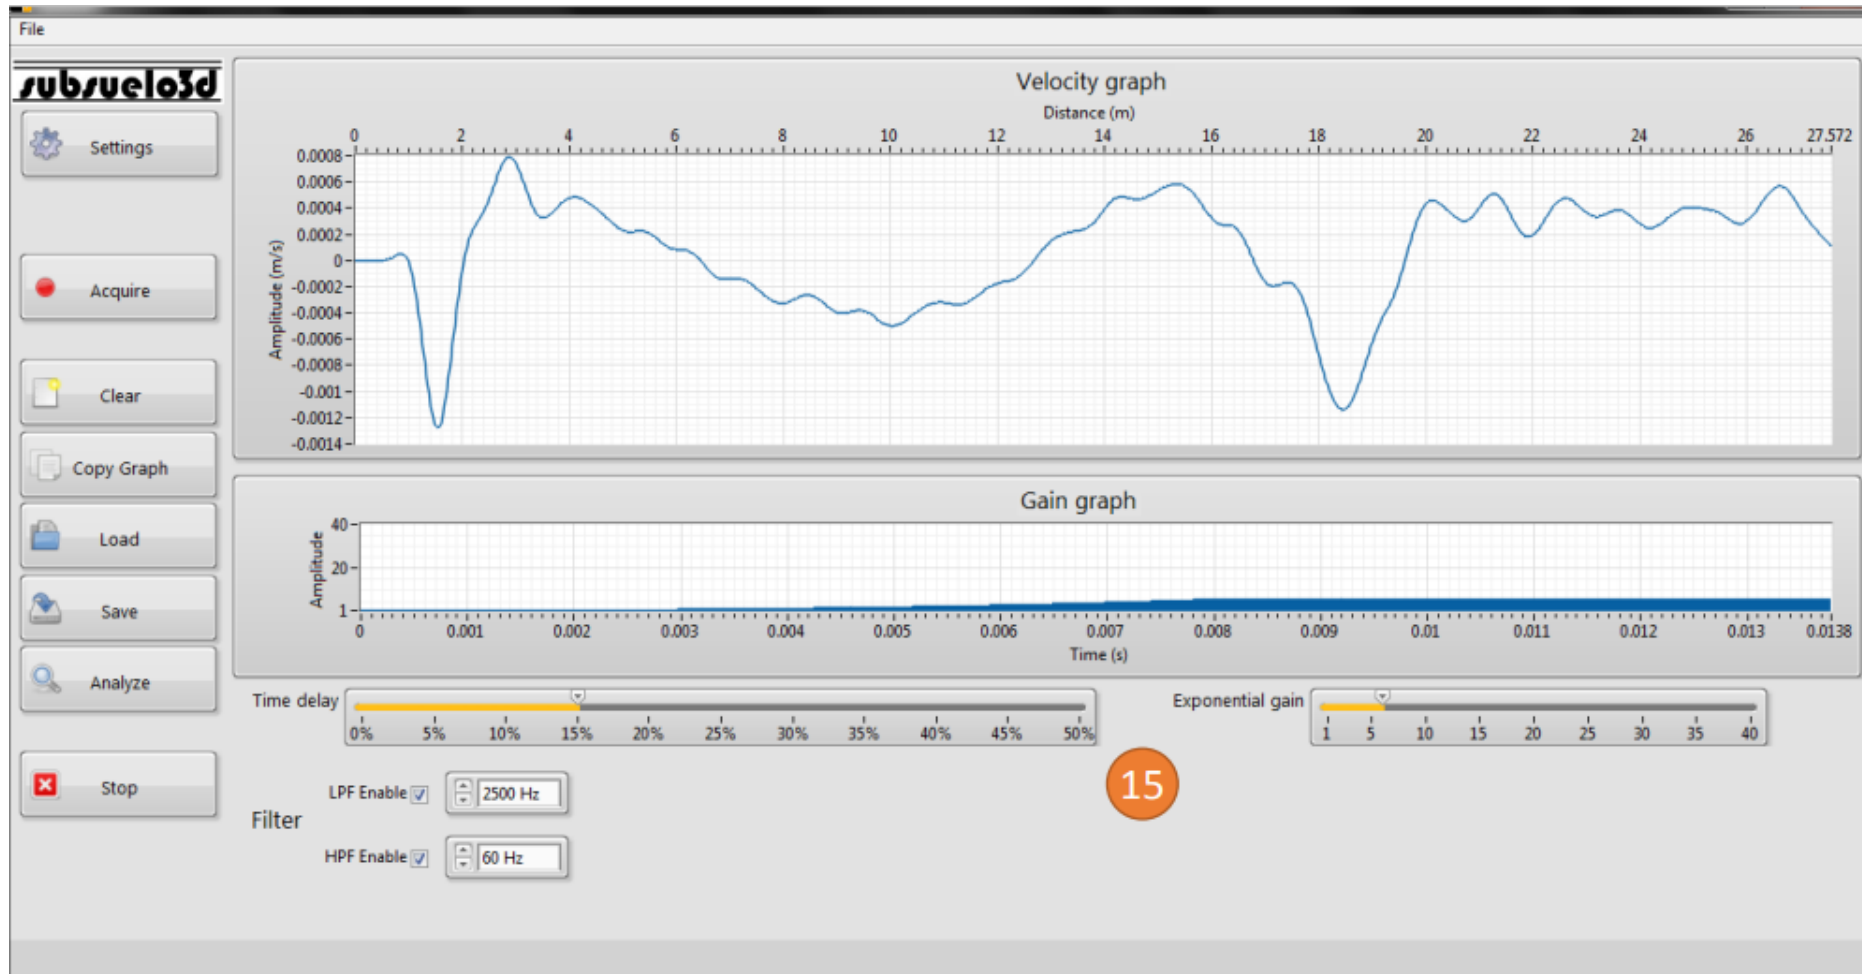 File
subsuelo3d
Settings
Acquire
Clear
Copy Graph
Load
Save
Analyze
Stop
Velocity graph
Distance (m)
0 2 4 6 8 10 12 14 16 18 20 22 24 26 27.572
Amplitude (m/s)
0.0008
0.0006
0.0004
0.0002
0
-0.0002
-0.0004
-0.0006
-0.0008
-0.001
-0.0012
-0.0014
Gain graph
Amplitude
40
20
1
0 0.001 0.002 0.003 0.004 0.005 0.006 0.007 0.008 0.009 0.01 0.011 0.012 0.013 0.0138
Time (s)
Time delay
0% 5% 10% 15% 20% 25% 30% 35% 40% 45% 50%
Exponential gain
1 5 10 15 20 25 30 35 40
15
Filter
LPF Enable 2500 Hz
HPF Enable 60 Hz